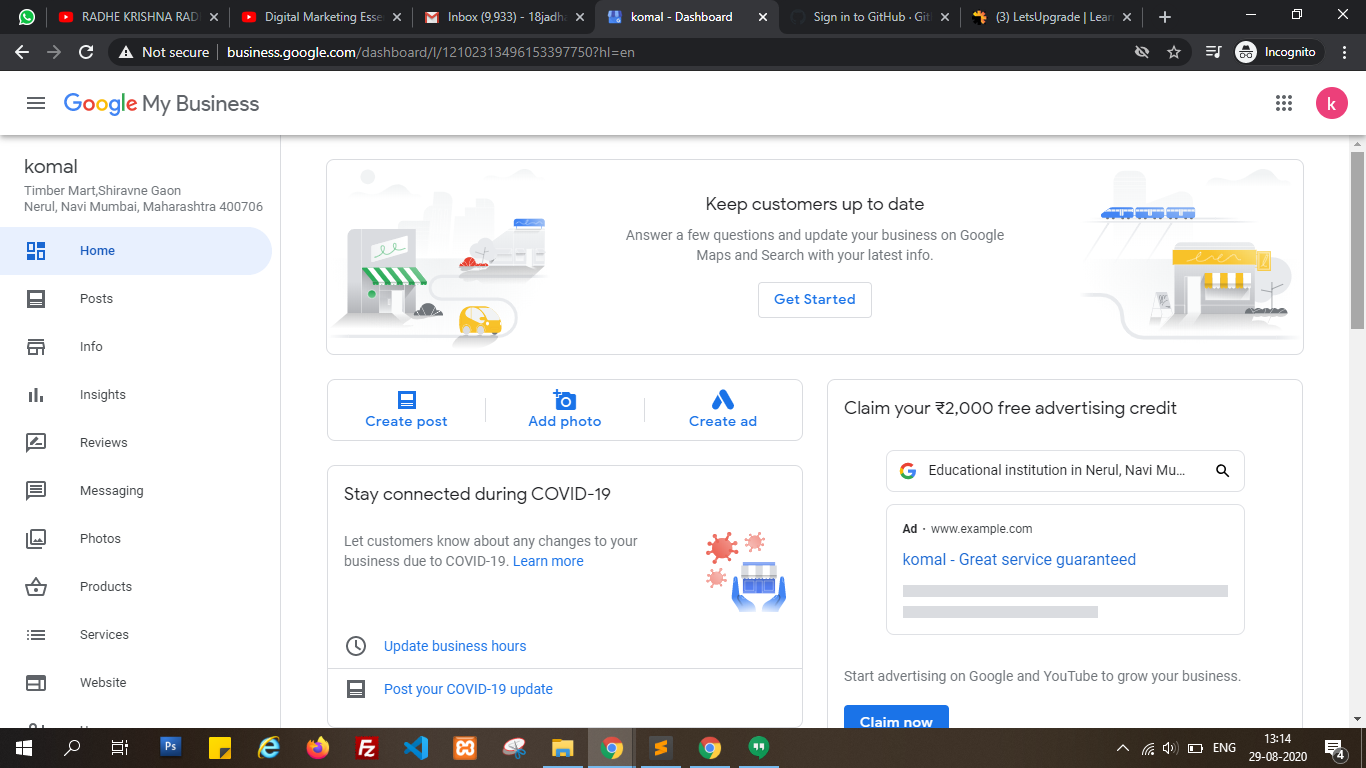 RADHE KRISHNA RAD
Digital Marketing Esse
Inbox (9,933) - 18jadh
komal - Dashboard
Sign in to GitHub · Git
(3) LetsUpgrade | Lear
Not secure
business.google.com/dashboard/l/12102313496153397750?hl=en
Incognito
Google My Business
k
komal
Timber Mart,Shiravne Gaon
Nerul, Navi Mumbai, Maharashtra 400706
Home
Posts
Info
Insights
Reviews
Messaging
Photos
Products
Services
Website
Keep customers up to date
Answer a few questions and update your business on Google
Maps and Search with your latest info.
Get Started
Create post
Add photo
Create ad
Stay connected during COVID-19
Let customers know about any changes to your
business due to COVID-19. Learn more
Update business hours
Post your COVID-19 update
Claim your ₹2,000 free advertising credit
Educational institution in Nerul, Navi Mu...
Ad · www.example.com
komal - Great service guaranteed
Start advertising on Google and YouTube to grow your business.
Claim now
Ps
Fz
ENG
13:14
29-08-2020
4